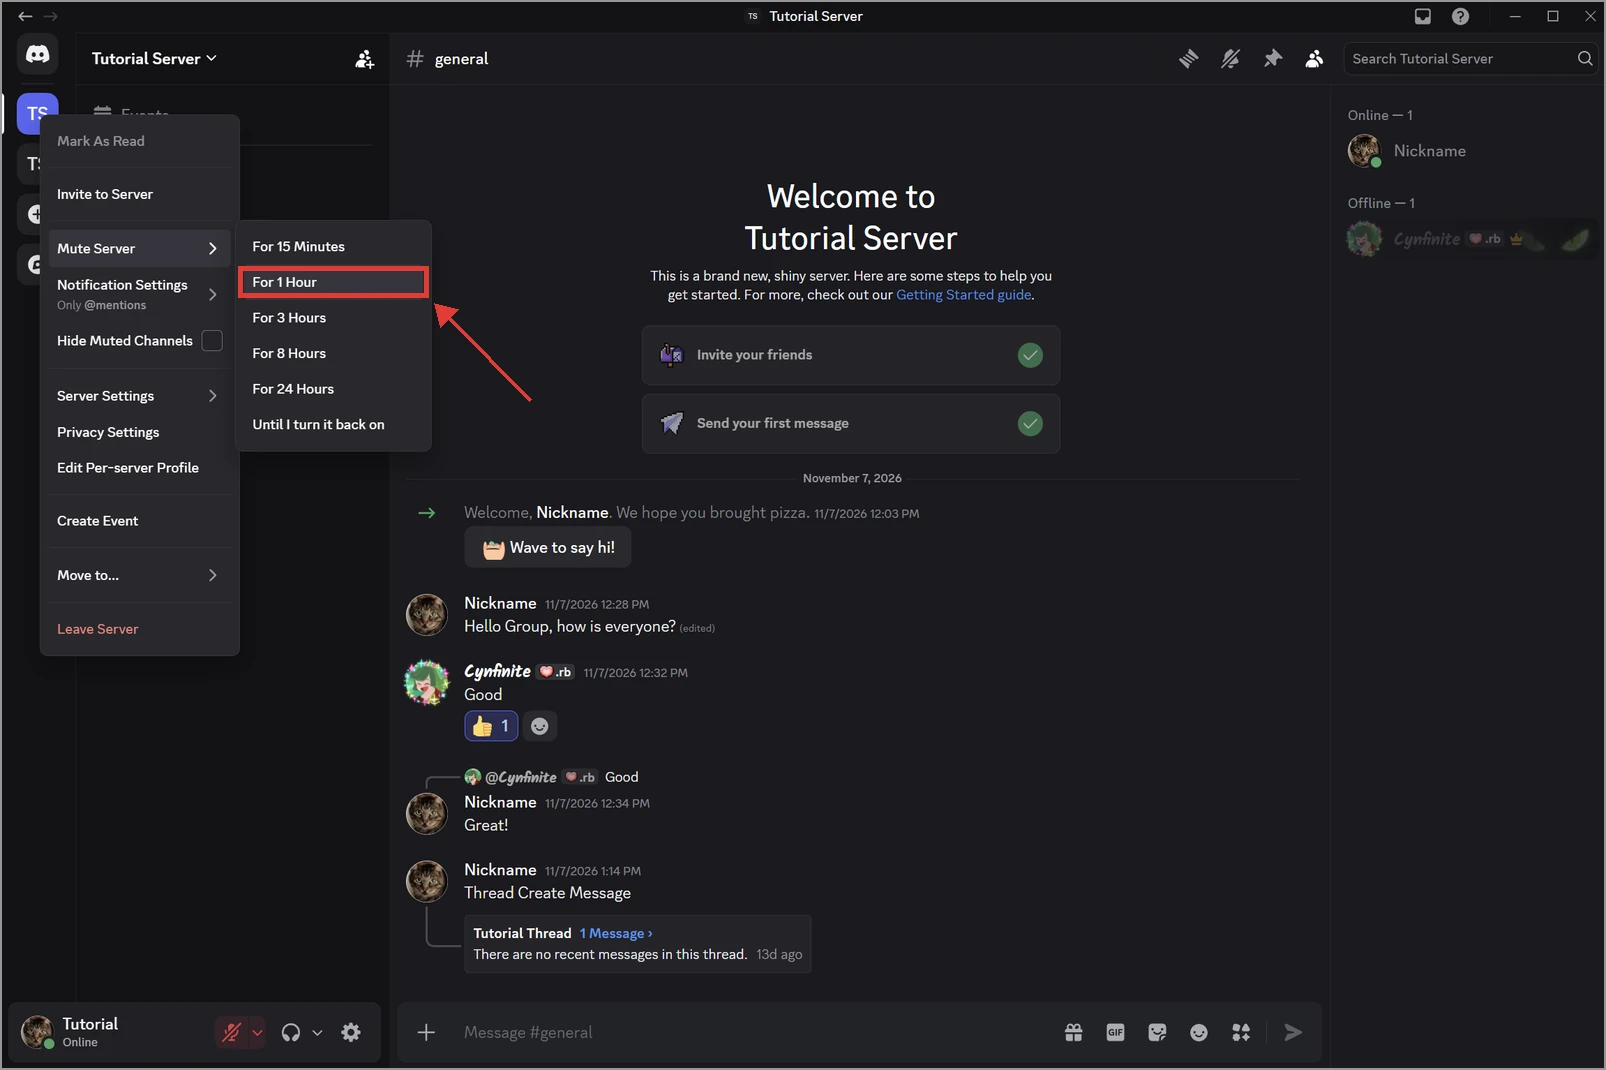 TS Tutorial Server
Tutorial Server
# general
Search Tutorial Server
TS
Events
TS
Mark As Read
Invite to Server
Mute Server
Notification Settings
Only @mentions
Hide Muted Channels
Server Settings
Privacy Settings
Edit Per-server Profile
Create Event
Move to...
Leave Server
For 15 Minutes
For 1 Hour
For 3 Hours
For 8 Hours
For 24 Hours
Until I turn it back on
Welcome to
Tutorial Server
This is a brand new, shiny server. Here are some steps to help you
get started. For more, check out our Getting Started guide.
Invite your friends
Send your first message
November 7, 2026
Welcome, Nickname. We hope you brought pizza. 11/7/2026 12:03 PM
Wave to say hi!
Nickname 11/7/2026 12:28 PM
Hello Group, how is everyone? (edited)
Cynfinite .rb 11/7/2026 12:32 PM
Good
1
@Cynfinite .rb Good
Nickname 11/7/2026 12:34 PM
Great!
Nickname 11/7/2026 1:14 PM
Thread Create Message
Tutorial Thread 1 Message ›
There are no recent messages in this thread. 13d ago
Online — 1
Nickname
Offline — 1
Cynfinite .rb
Tutorial
Online
Message #general
GIF